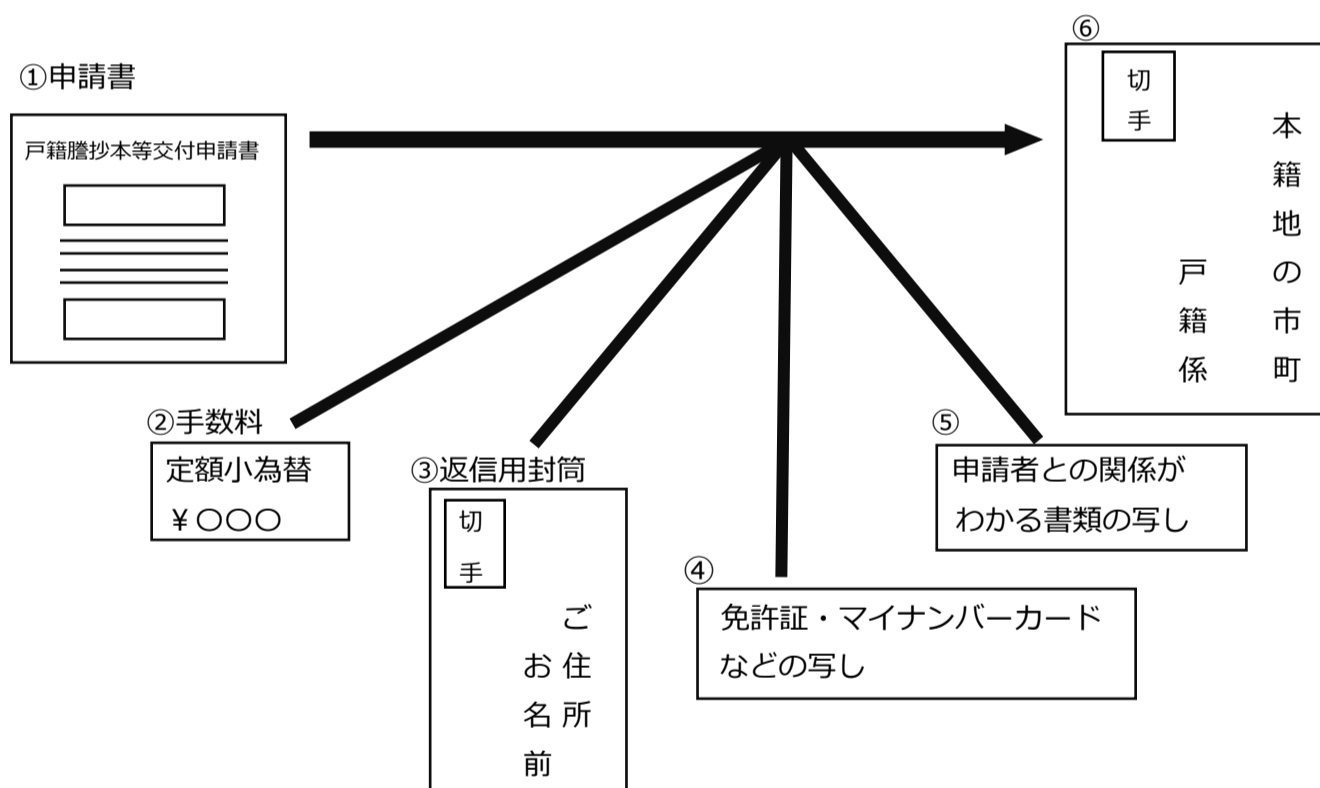 ①申請書
戸籍謄抄本等交付申請書
②手数料
定額小為替
￥〇〇〇
③返信用封筒
切手
ご住所
お名前
④
免許証・マイナンバーカード
などの写し
⑤
申請者との関係が
わかる書類の写し
⑥
切手
本籍地の市町
戸籍係